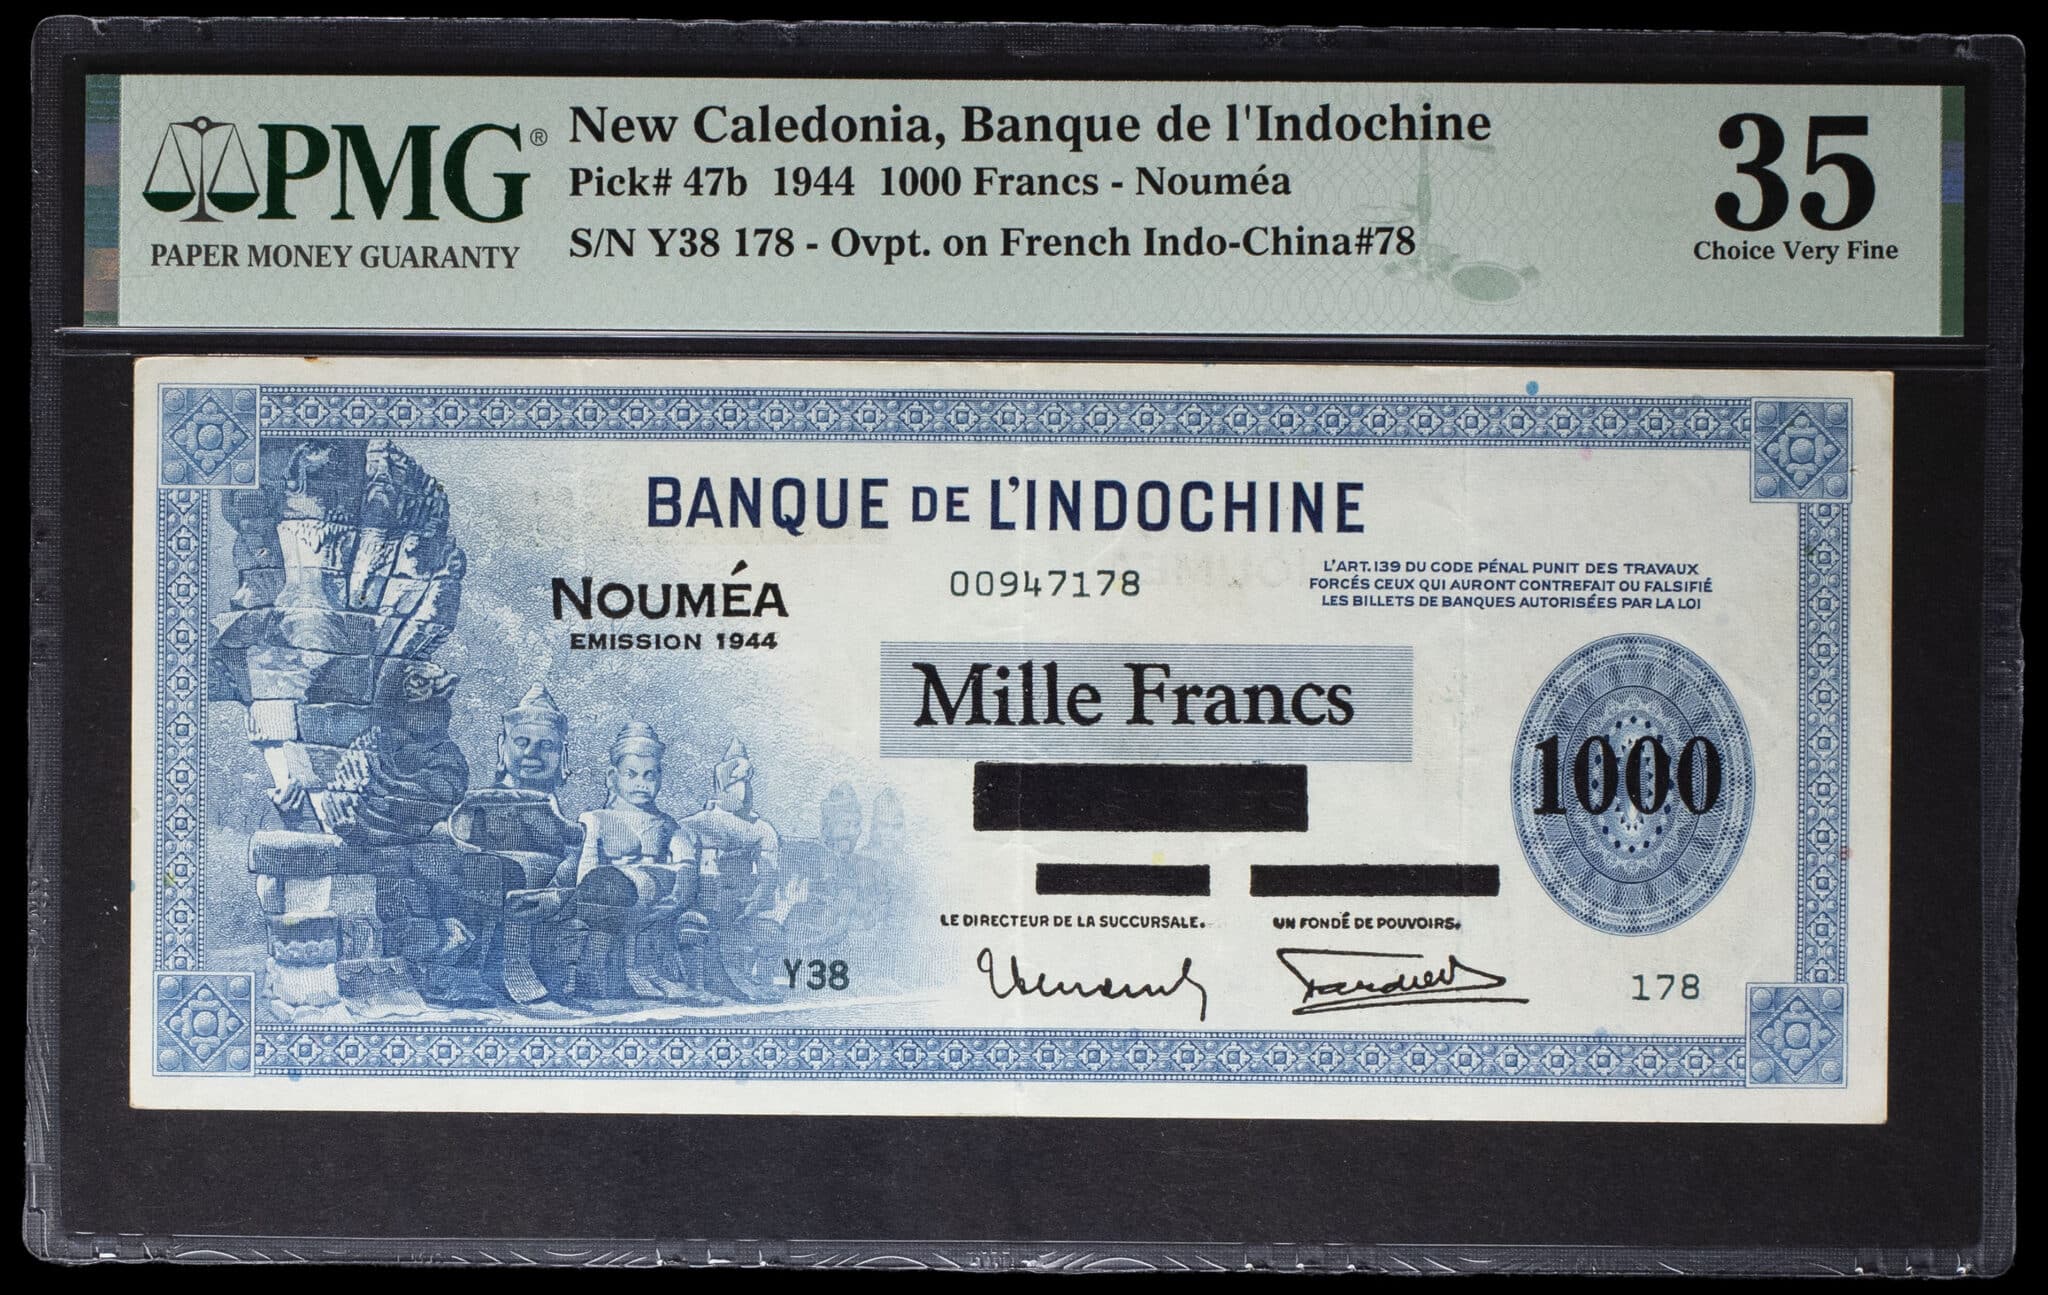 PMG®
PAPER MONEY GUARANTY
New Caledonia, Banque de l'Indochine
Pick# 47b 1944 1000 Francs - Nouméa
S/N Y38 178 - Ovpt. on French Indo-China#78
35
Choice Very Fine
BANQUE DE L'INDOCHINE
NOUMÉA
EMISSION 1944
00947178
L'ART.139 DU CODE PÉNAL PUNIT DES TRAVAUX
FORCÉS CEUX QUI AURONT CONTREFAIT OU FALSIFIÉ
LES BILLETS DE BANQUES AUTORISÉES PAR LA LOI
Mille Francs
1000
LE DIRECTEUR DE LA SUCCURSALE.
UN FONDÉ DE POUVOIRS.
Y38
178